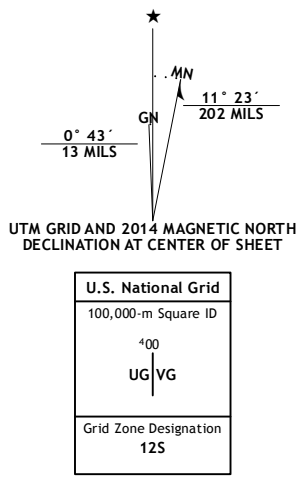 ★
MN
GN
11° 23´
202 MILS
0° 43´
13 MILS
UTM GRID AND 2014 MAGNETIC NORTH
DECLINATION AT CENTER OF SHEET
U.S. National Grid
100,000-m Square ID
⁴00
UG VG
Grid Zone Designation
12S